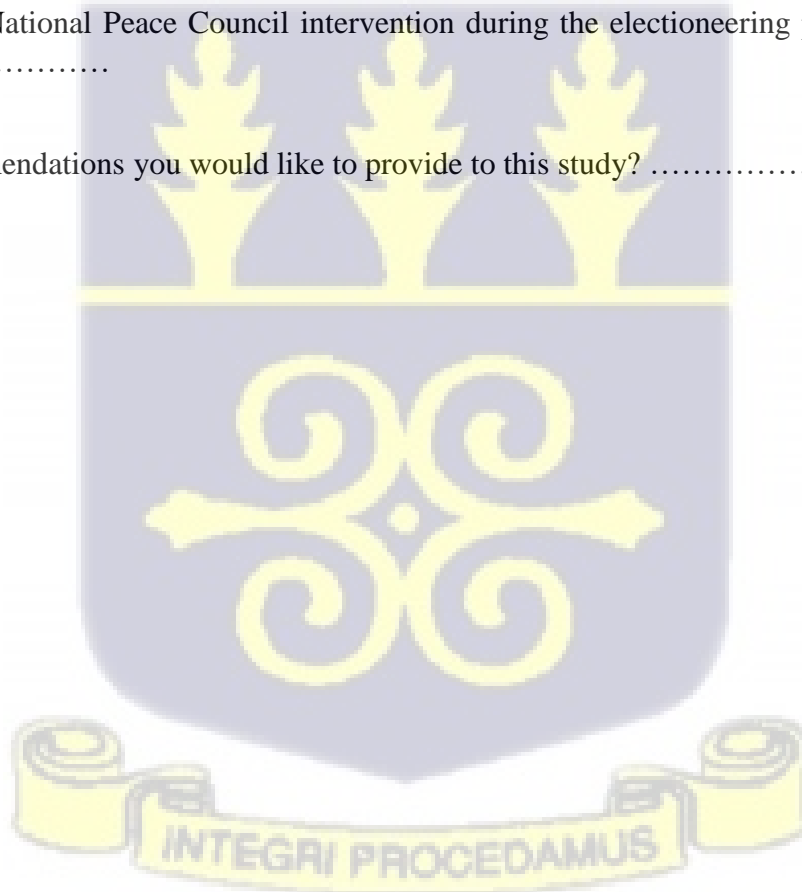 National Peace Council intervention during the electioneering
…………
endations you would like to provide to this study? ……………
INTEGRI PROCEDAMUS